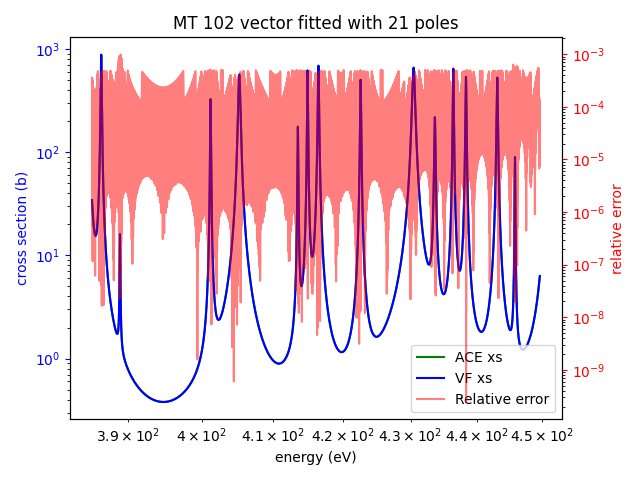 MT 102 vector fitted with 21 poles
10³
10²
10¹
10⁰
cross section (b)
10⁻³
10⁻⁴
10⁻⁵
10⁻⁶
10⁻⁷
10⁻⁸
10⁻⁹
relative error
ACE xs
VF xs
Relative error
3.9 × 10² 4 × 10² 4.1 × 10² 4.2 × 10² 4.3 × 10² 4.4 × 10² 4.5 × 10²
energy (eV)